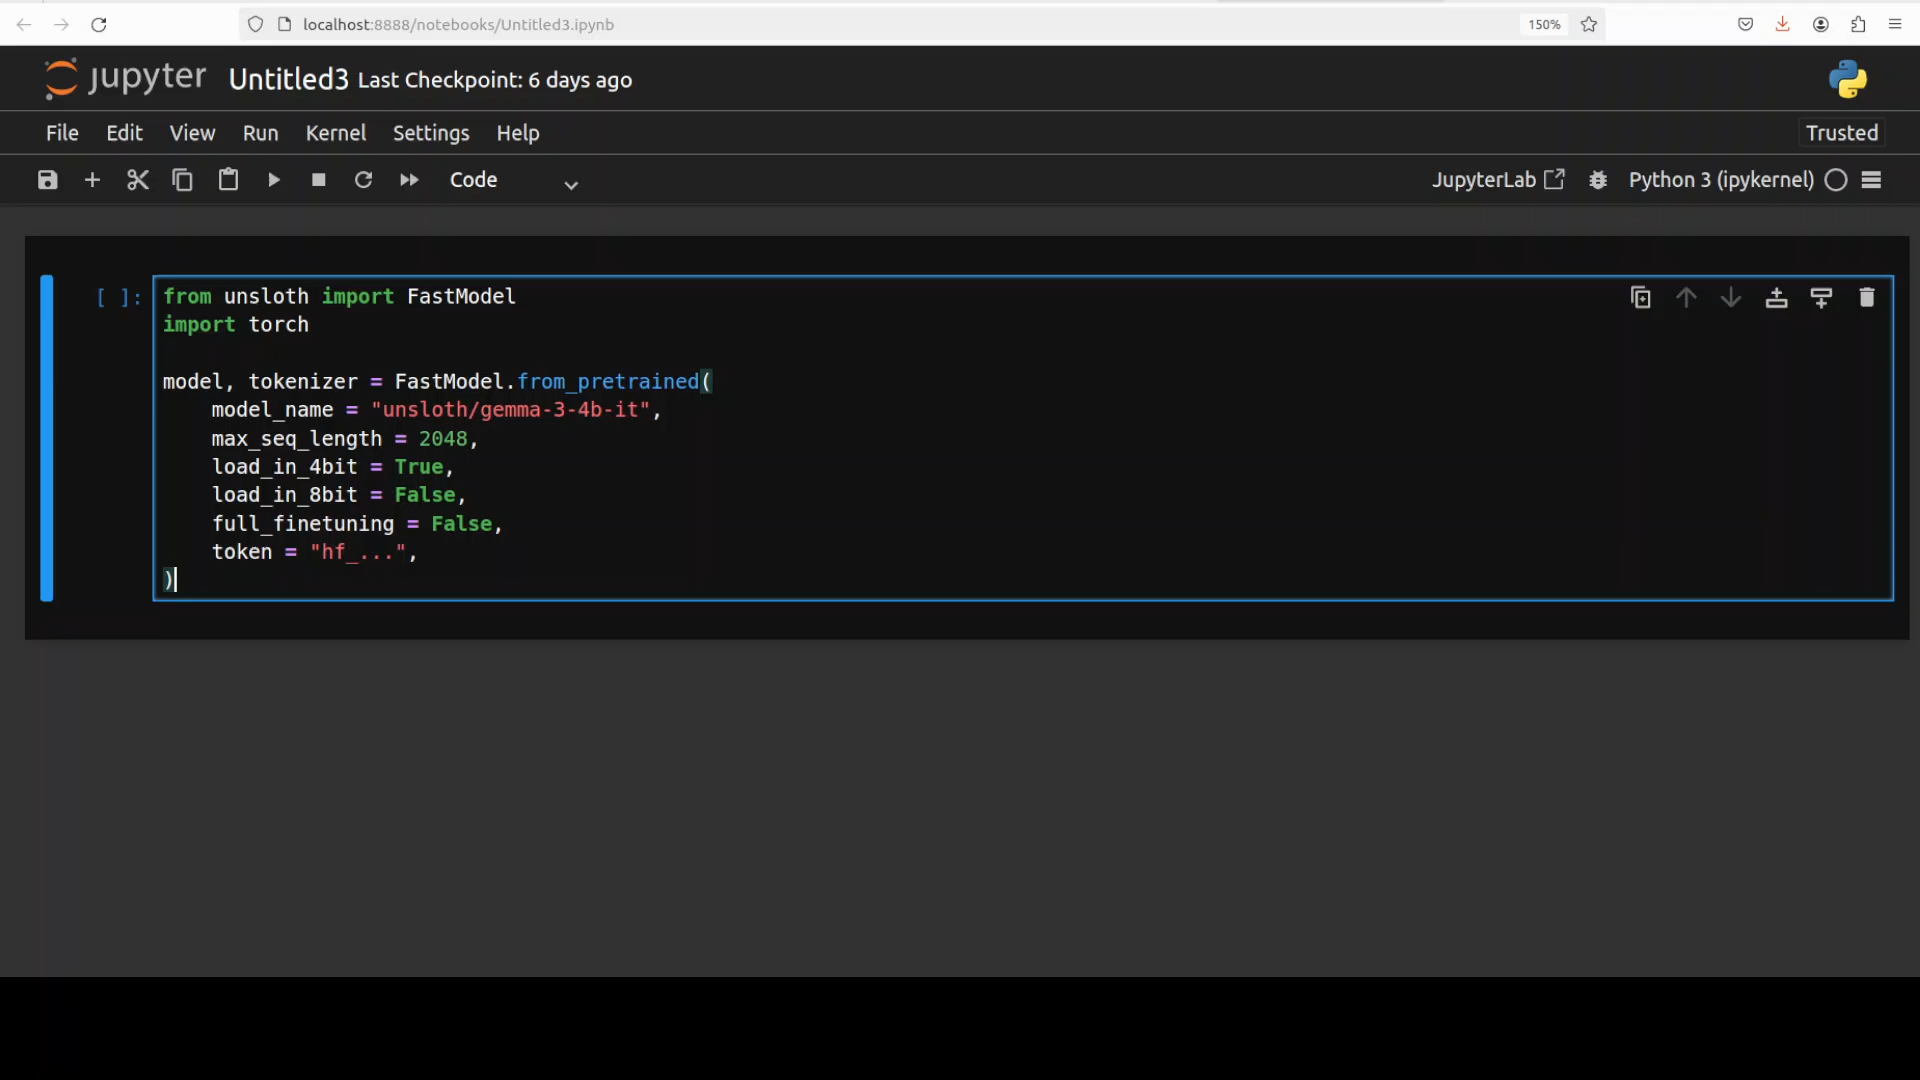 localhost:8888/notebooks/Untitled3.ipynb
150%
jupyter Untitled3 Last Checkpoint: 6 days ago
File Edit View Run Kernel Settings Help
Trusted
Code
JupyterLab
Python 3 (ipykernel)
[ ]:
from unsloth import FastModel
import torch
model, tokenizer = FastModel.from_pretrained(
    model_name = "unsloth/gemma-3-4b-it",
    max_seq_length = 2048,
    load_in_4bit = True,
    load_in_8bit = False,
    full_finetuning = False,
    token = "hf_...",
)